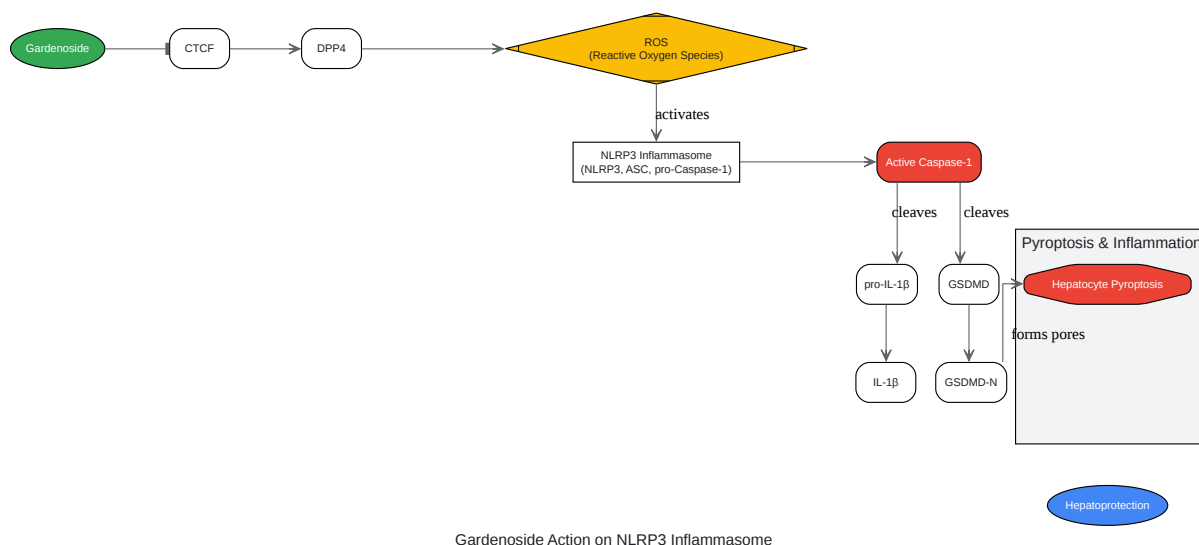 Gardenoside
CTCF
DPP4
ROS
(Reactive Oxygen Species)
activates
NLRP3 Inflammasome
(NLRP3, ASC, pro-Caspase-1)
Active Caspase-1
cleaves
cleaves
Pyroptosis & Inflammation
pro-IL-1β
GSDMD
Hepatocyte Pyroptosis
forms pores
IL-1β
GSDMD-N
Hepatoprotection
Gardenoside Action on NLRP3 Inflammasome